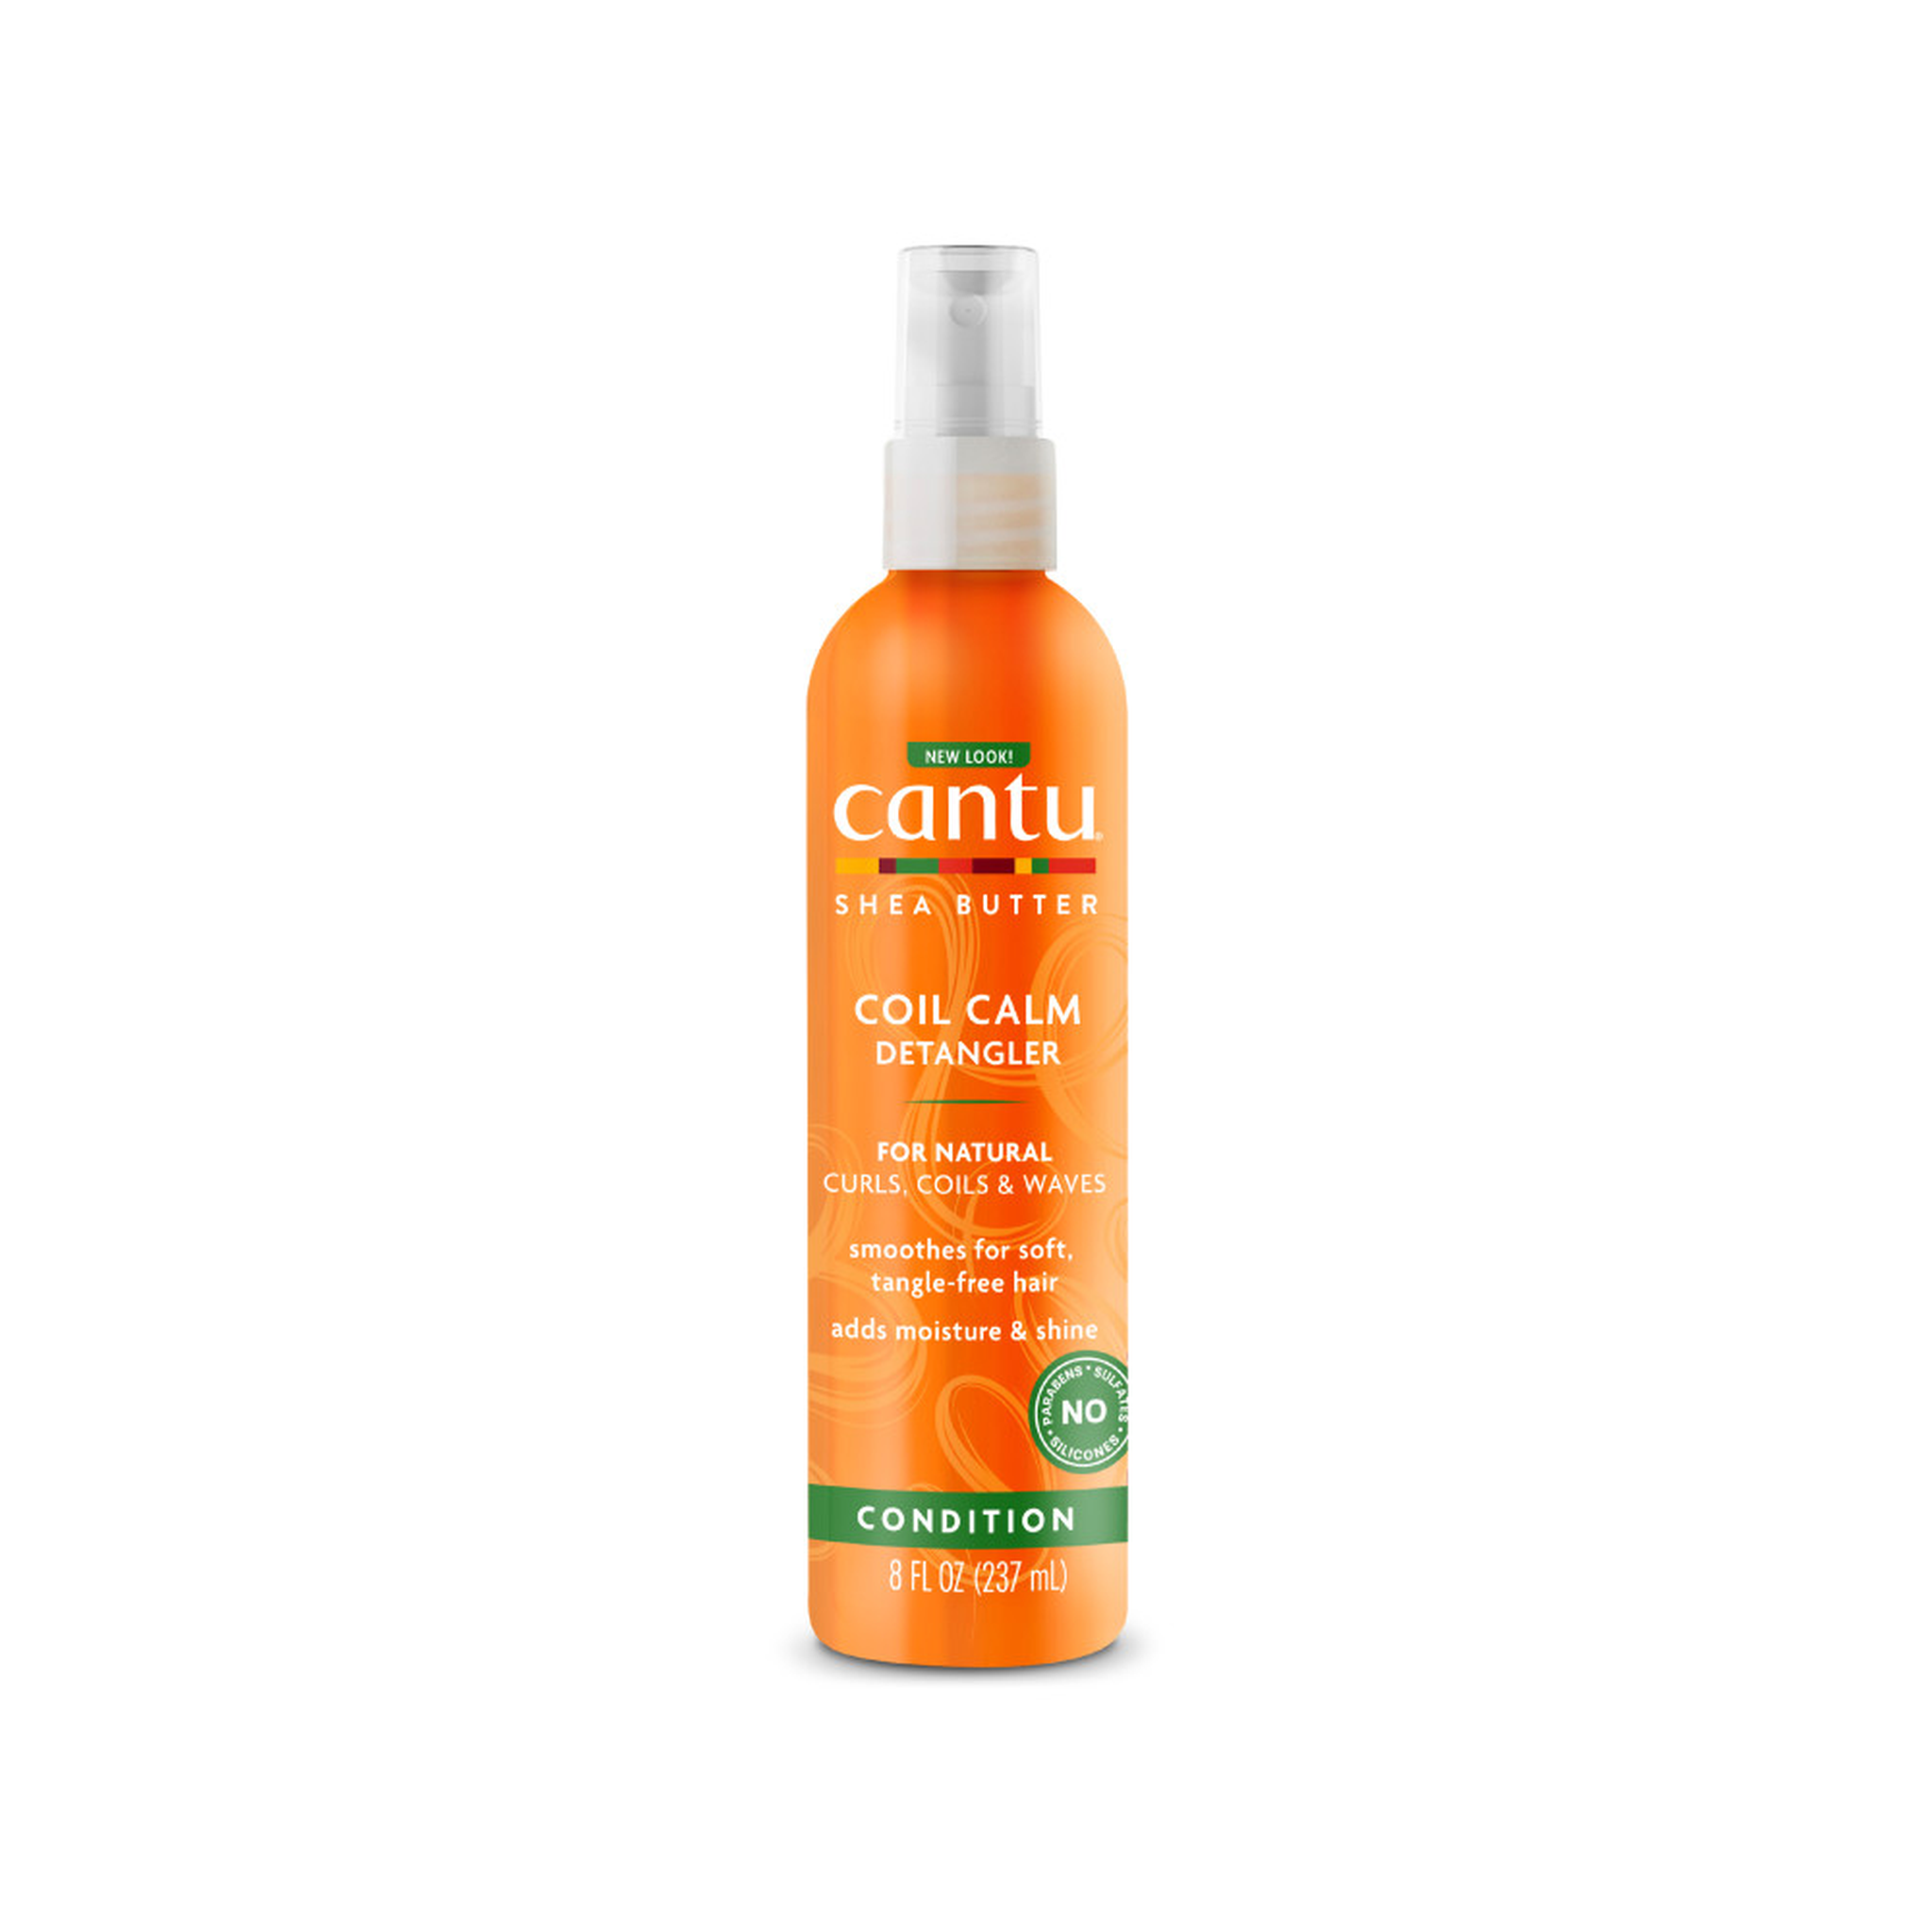 NEW LOOK!
cantu®
SHEA BUTTER
COIL CALM
DETANGLER
FOR NATURAL
CURLS, COILS & WAVES
smoothes for soft,
tangle-free hair
adds moisture & shine
PARABENS • SULFATES • SILICONES •
NO
CONDITION
8 FL OZ (237 mL)